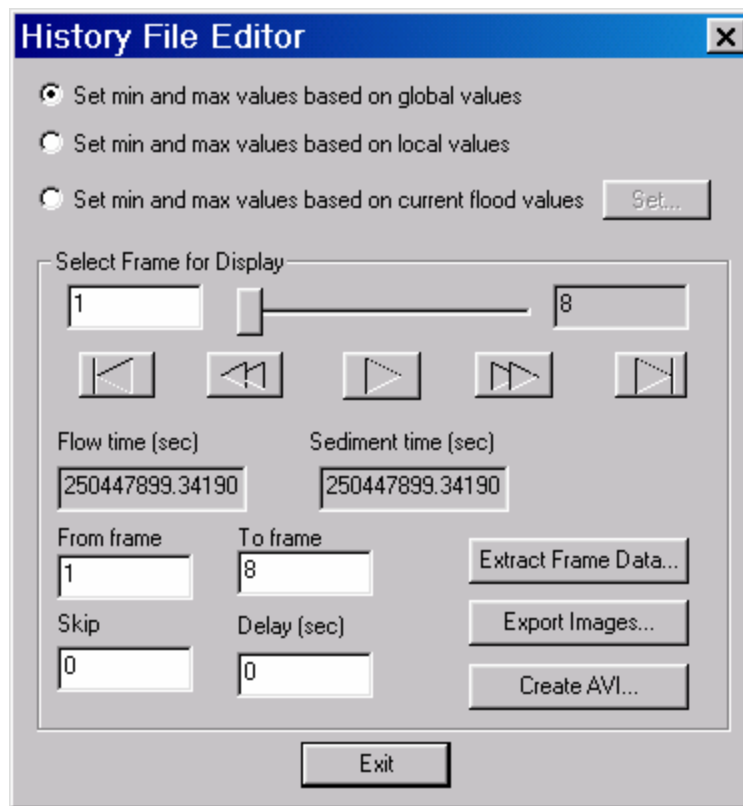 History File Editor
Set min and max values based on global values
Set min and max values based on local values
Set min and max values based on current flood values Set...
Select Frame for Display
1 8
Flow time (sec) Sediment time (sec)
250447899.34190 250447899.34190
From frame To frame
1 8
Extract Frame Data...
Skip Delay (sec)
Export Images...
0 0
Create AVI...
Exit